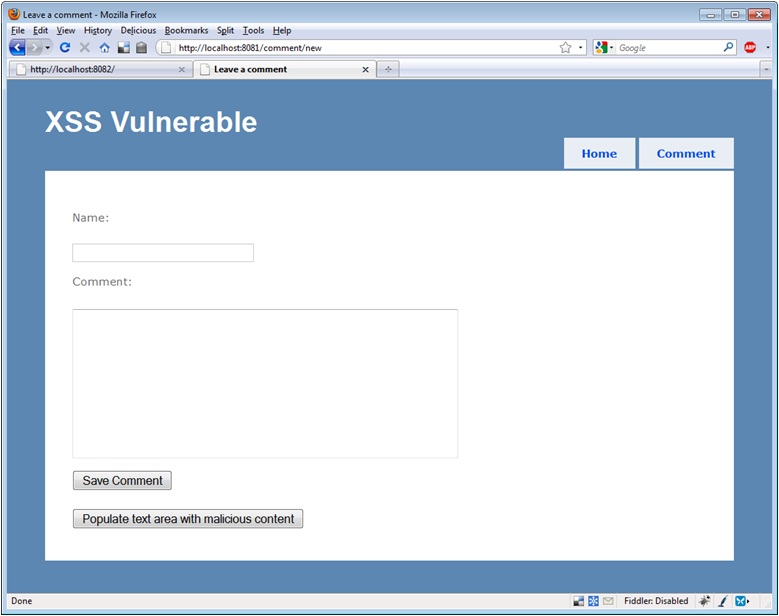 Leave a comment - Mozilla Firefox
File Edit View History Delicious Bookmarks Split Tools Help
http://localhost:8081/comment/new Google ABP
http://localhost:8082/ Leave a comment
XSS Vulnerable
Home Comment
Name:
Comment:
Save Comment
Populate text area with malicious content
Done Fiddler: Disabled